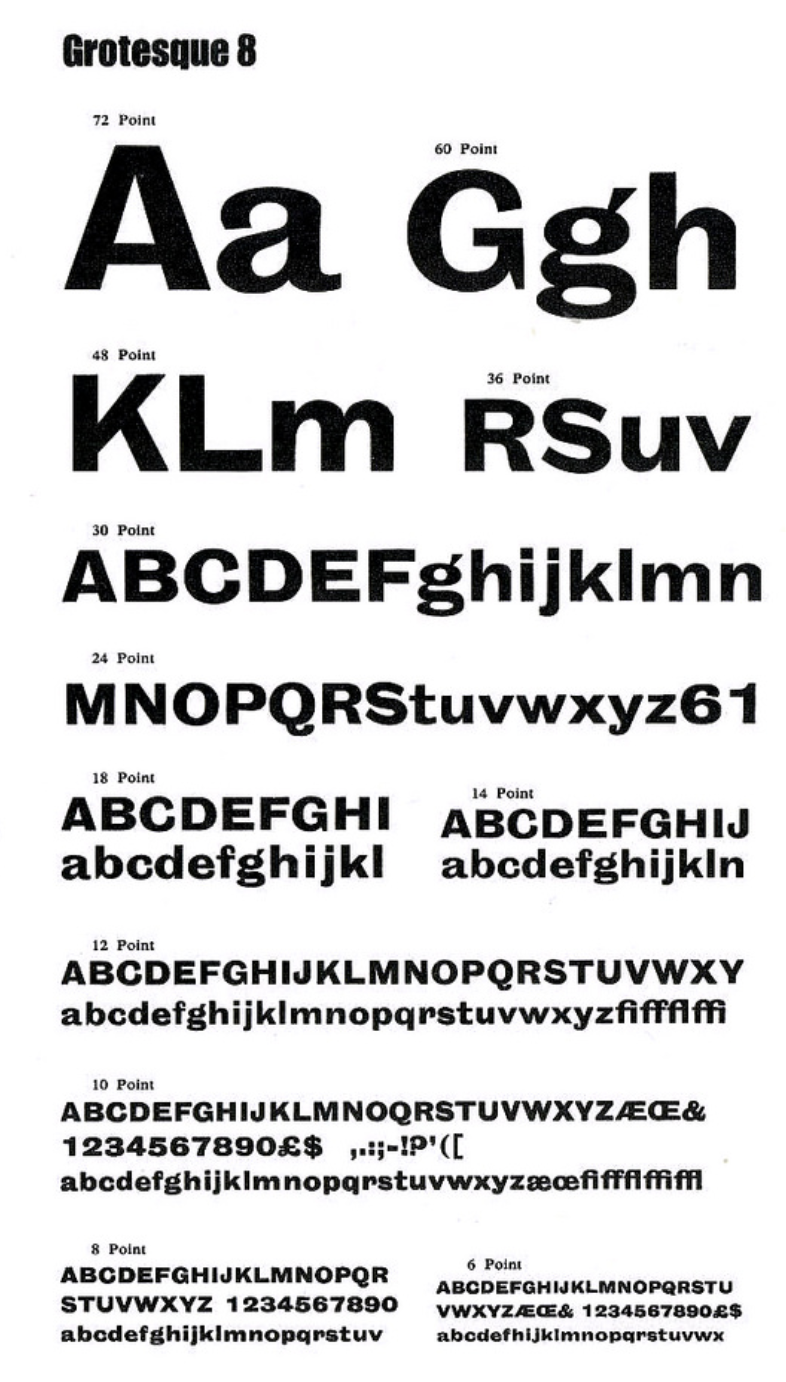 Grotesque 8
72 Point
Aa
60 Point
Ggh
48 Point
KLm
36 Point
RSuv
30 Point
ABCDEFghijklmn
24 Point
MNOPQRStuvwxyz61
18 Point
ABCDEFGHI
abcdefghijkl
14 Point
ABCDEFGHIJ
abcdefghijkln
12 Point
ABCDEFGHIJKLMNOPQRSTUVWXY
abcdefghijklmnopqrstuvwxyzfiffflffi
10 Point
ABCDEFGHIJKLMNOQRSTUVWXYZÆŒ&
1234567890£$ ,.:;-!?'([
abcdefghijklmnopqrstuvwxyzæœfiffflffiffl
8 Point
ABCDEFGHIJKLMNOPQR
STUVWXYZ 1234567890
abcdefghijklmnopqrstuv
6 Point
ABCDEFGHIJKLMNOPQRSTU
VWXYZÆŒ& 1234567890£$
abcdefhijklmnopqrstuvwx